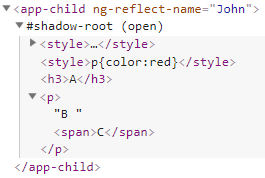 ▼<app-child ng-reflect-name="John">
▼#shadow-root (open)
▶<style>…</style>
<style>p{color:red}</style>
<h3>A</h3>
▼<p>
"B "
<span>C</span>
</p>
</app-child>